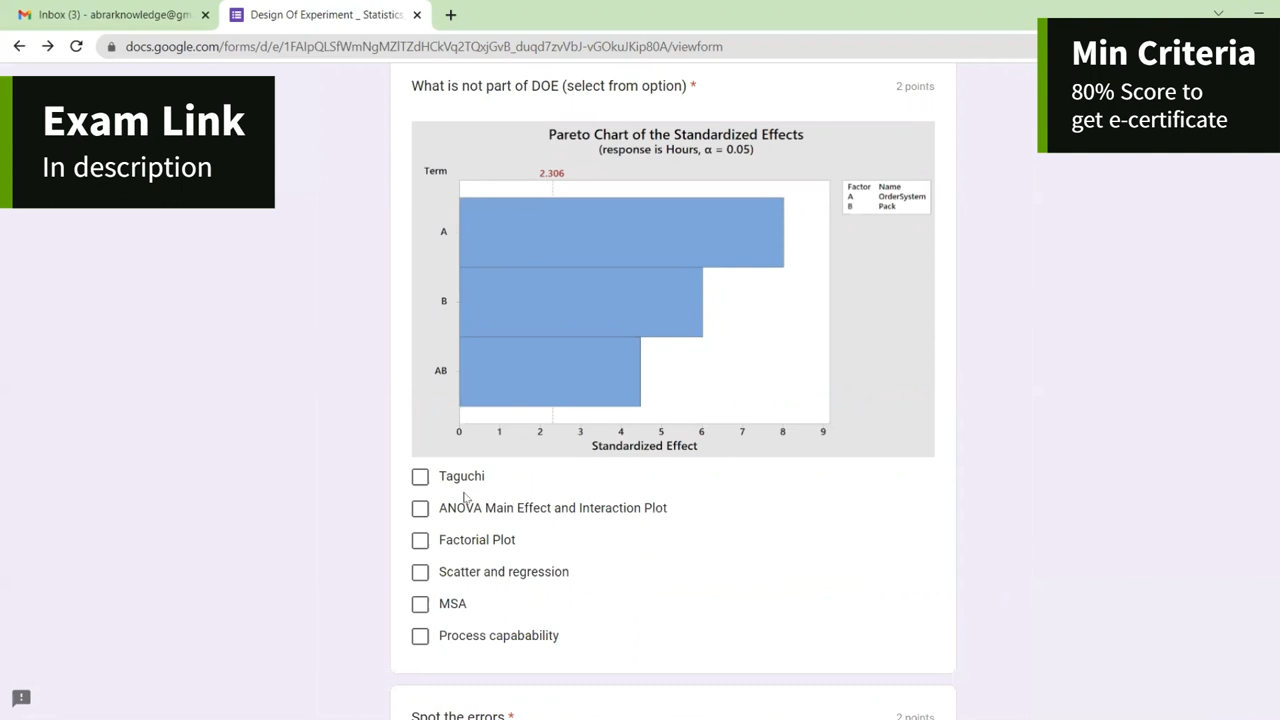 Inbox (3) - abrarknowledge@gm
Design Of Experiment _ Statistics
docs.google.com/forms/d/e/1FAIpQLSfWmNgMZlTZdHCkVq2TQxjGvB_duqd7zvVbJ-vGOkuJKip80A/viewform
Exam Link
In description
Min Criteria
80% Score to
get e-certificate
What is not part of DOE (select from option) *
2 points
Pareto Chart of the Standardized Effects
(response is Hours, α = 0.05)
Term
2.306
Factor Name
A OrderSystem
B Pack
A
B
AB
0 1 2 3 4 5 6 7 8 9
Standardized Effect
Taguchi
ANOVA Main Effect and Interaction Plot
Factorial Plot
Scatter and regression
MSA
Process capabability
Spot the errors *
2 points